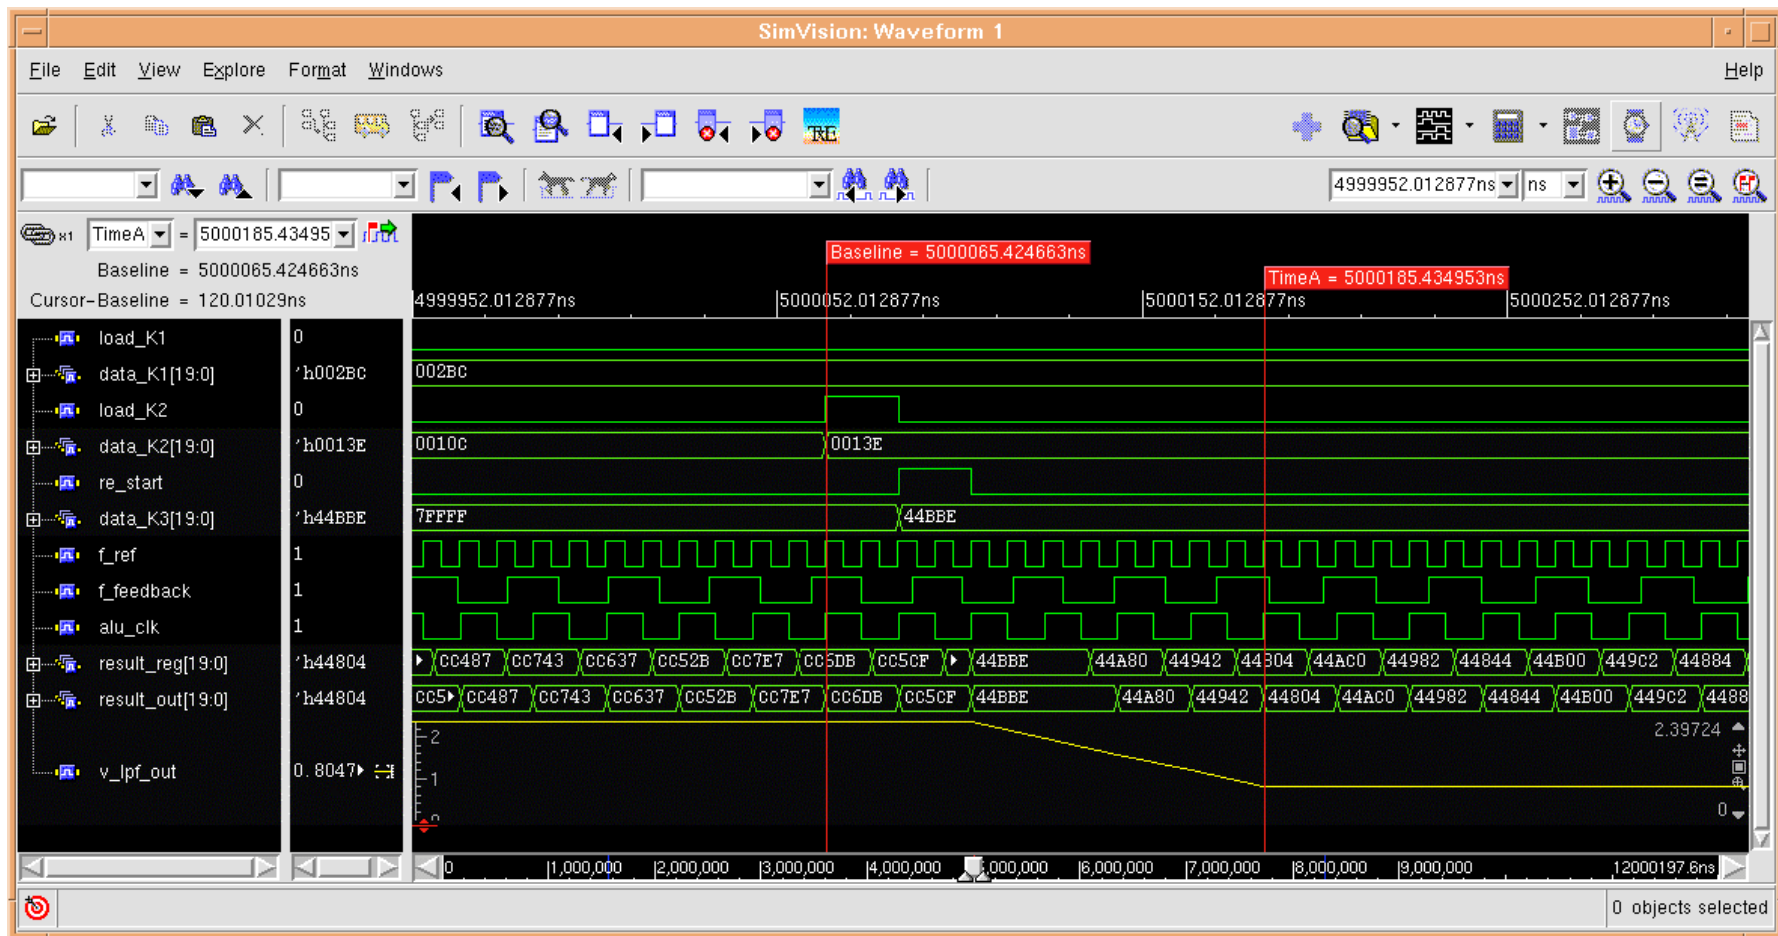 SimVision: Waveform 1
File Edit View Explore Format Windows Help
TRE
4999952.012877ns ns
x1 TimeA = 5000185.43495
Baseline = 5000065.424663ns
Cursor-Baseline = 120.01029ns
Baseline = 5000065.424663ns
TimeA = 5000185.434953ns
4999952.012877ns 5000052.012877ns 5000152.012877ns 5000252.012877ns
load_K1 0
data_K1[19:0] 'h002BC 002BC
load_K2 0
data_K2[19:0] 'h0013E 0010C 0013E
re_start 0
data_K3[19:0] 'h44BBE 7FFFF 44BBE
f_ref 1
f_feedback 1
alu_clk 1
result_reg[19:0] 'h44804 CC487 CC743 CC637 CC52B CC7E7 CC6DB CC5CF 44BBE 44A80 44942 44804 44AC0 44982 44844 44B00 449C2 44884
result_out[19:0] 'h44804 CC5 CC487 CC743 CC637 CC52B CC7E7 CC6DB CC5CF 44BBE 44A80 44942 44804 44AC0 44982 44844 44B00 449C2 4488
2 2.39724
v_lpf_out 0.8047 1
0 0
0 1,000,000 2,000,000 3,000,000 4,000,000 ,000,000 6,000,000 7,000,000 8,000,000 9,000,000 12000197.6ns
0 objects selected